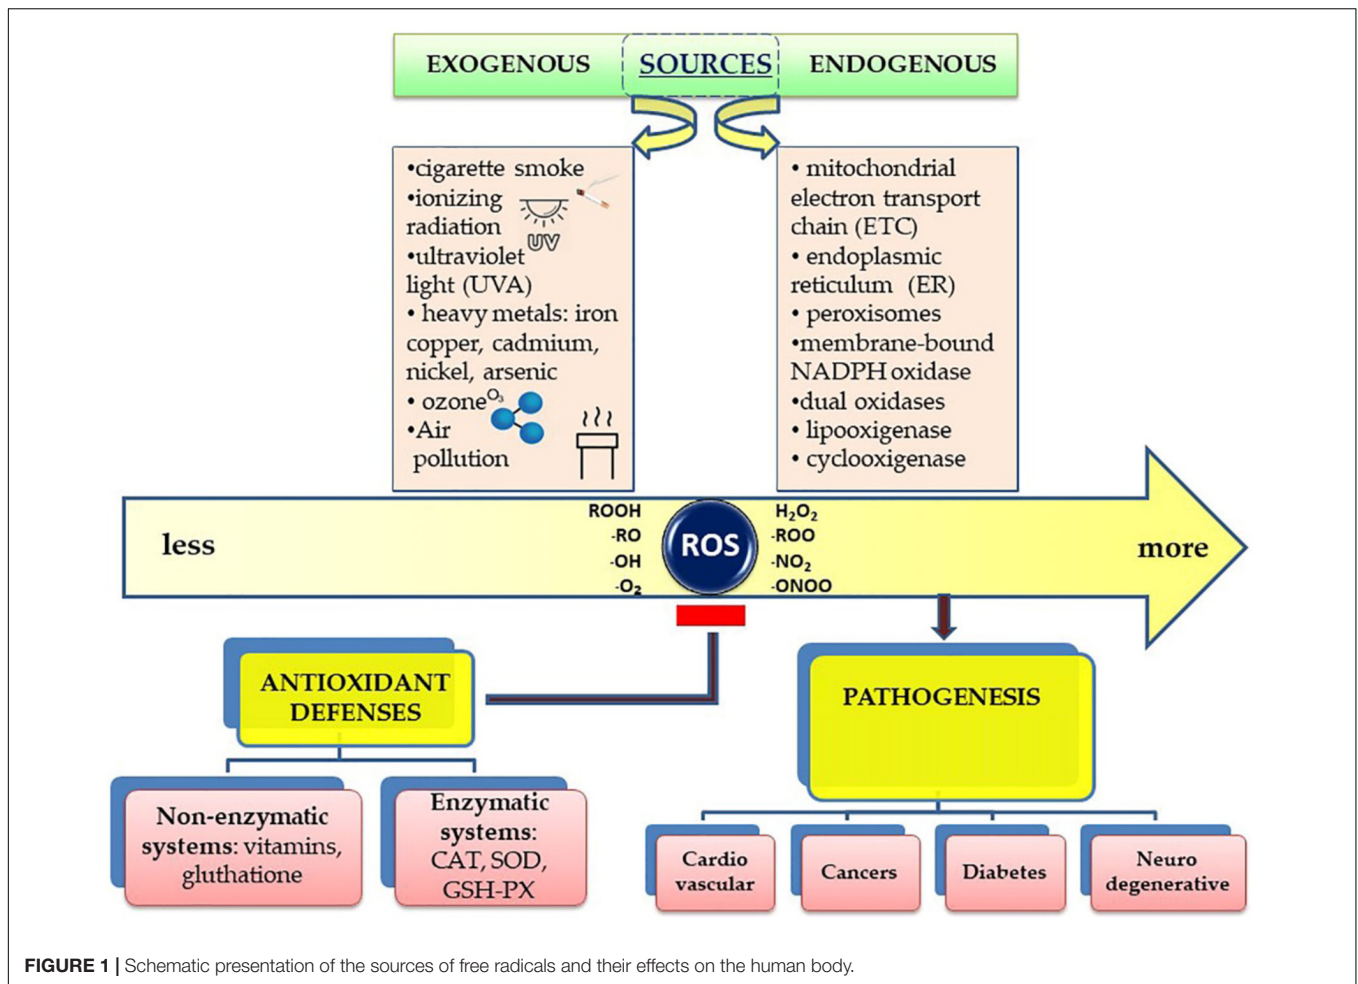 EXOGENOUS SOURCES ENDOGENOUS
•cigarette smoke
•ionizing
radiation
UV
•ultraviolet
light (UVA)
• heavy metals: iron
copper, cadmium,
nickel, arsenic
• ozone O₃
•Air
pollution
• mitochondrial
electron transport
chain (ETC)
• endoplasmic
reticulum (ER)
• peroxisomes
•membrane-bound
NADPH oxidase
•dual oxidases
• lipooxigenase
• cyclooxigenase
less
ROOH
-RO
-OH
-O₂
ROS
H₂O₂
-ROO
-NO₂
-ONOO
more
ANTIOXIDANT
DEFENSES
Non-enzymatic
systems: vitamins,
gluthatione
Enzymatic
systems:
CAT, SOD,
GSH-PX
PATHOGENESIS
Cardio
vascular
Cancers
Diabetes
Neuro
degenerative
FIGURE 1 | Schematic presentation of the sources of free radicals and their effects on the human body.